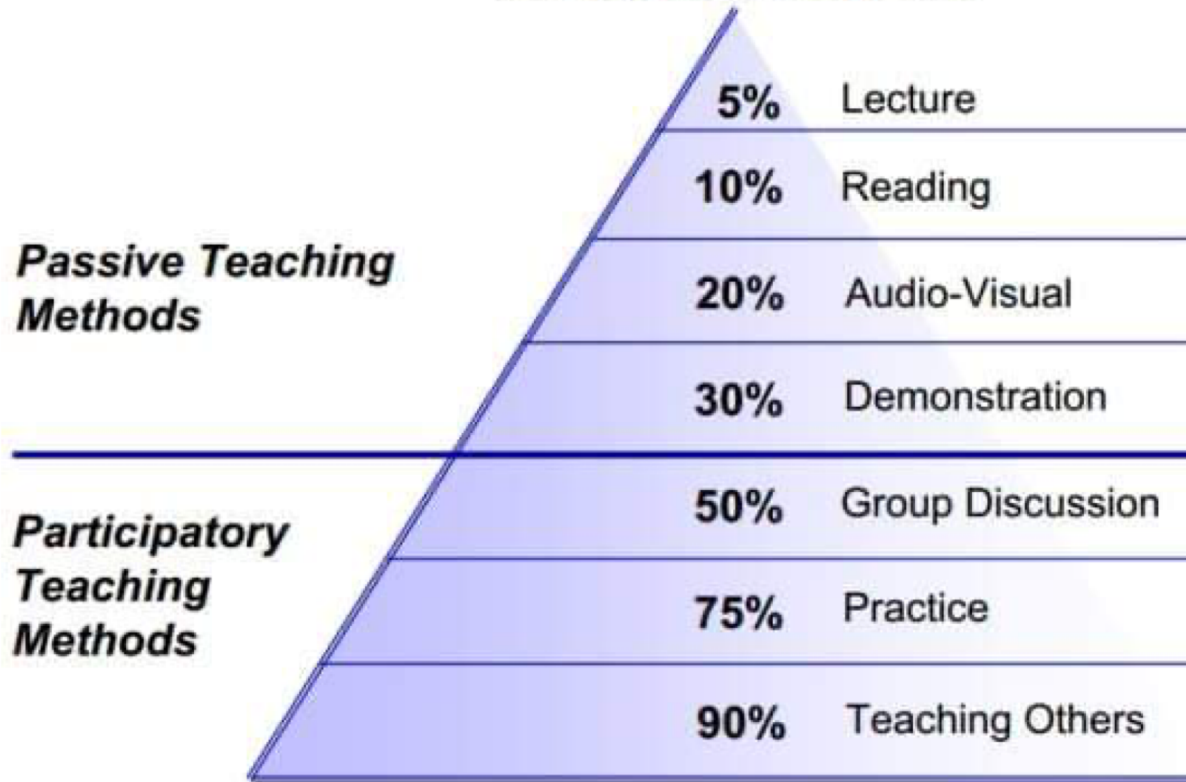 5% Lecture
10% Reading
Passive Teaching
Methods
20% Audio-Visual
30% Demonstration
50% Group Discussion
Participatory
Teaching
Methods
75% Practice
90% Teaching Others